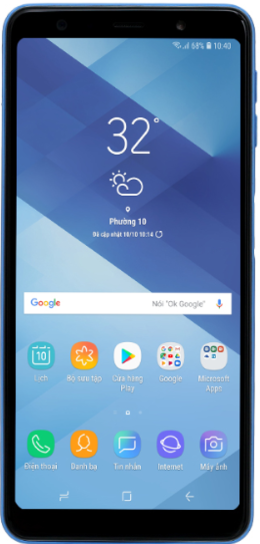 68% 10:40
32°
Phường 10
Đã cập nhật 18/10 10:14
Google Nói "Ok Google"
10
Lịch Bộ sưu tập Cửa hàng Play Google Microsoft Apps
Điện thoại Danh bạ Tin nhắn Internet Máy ảnh